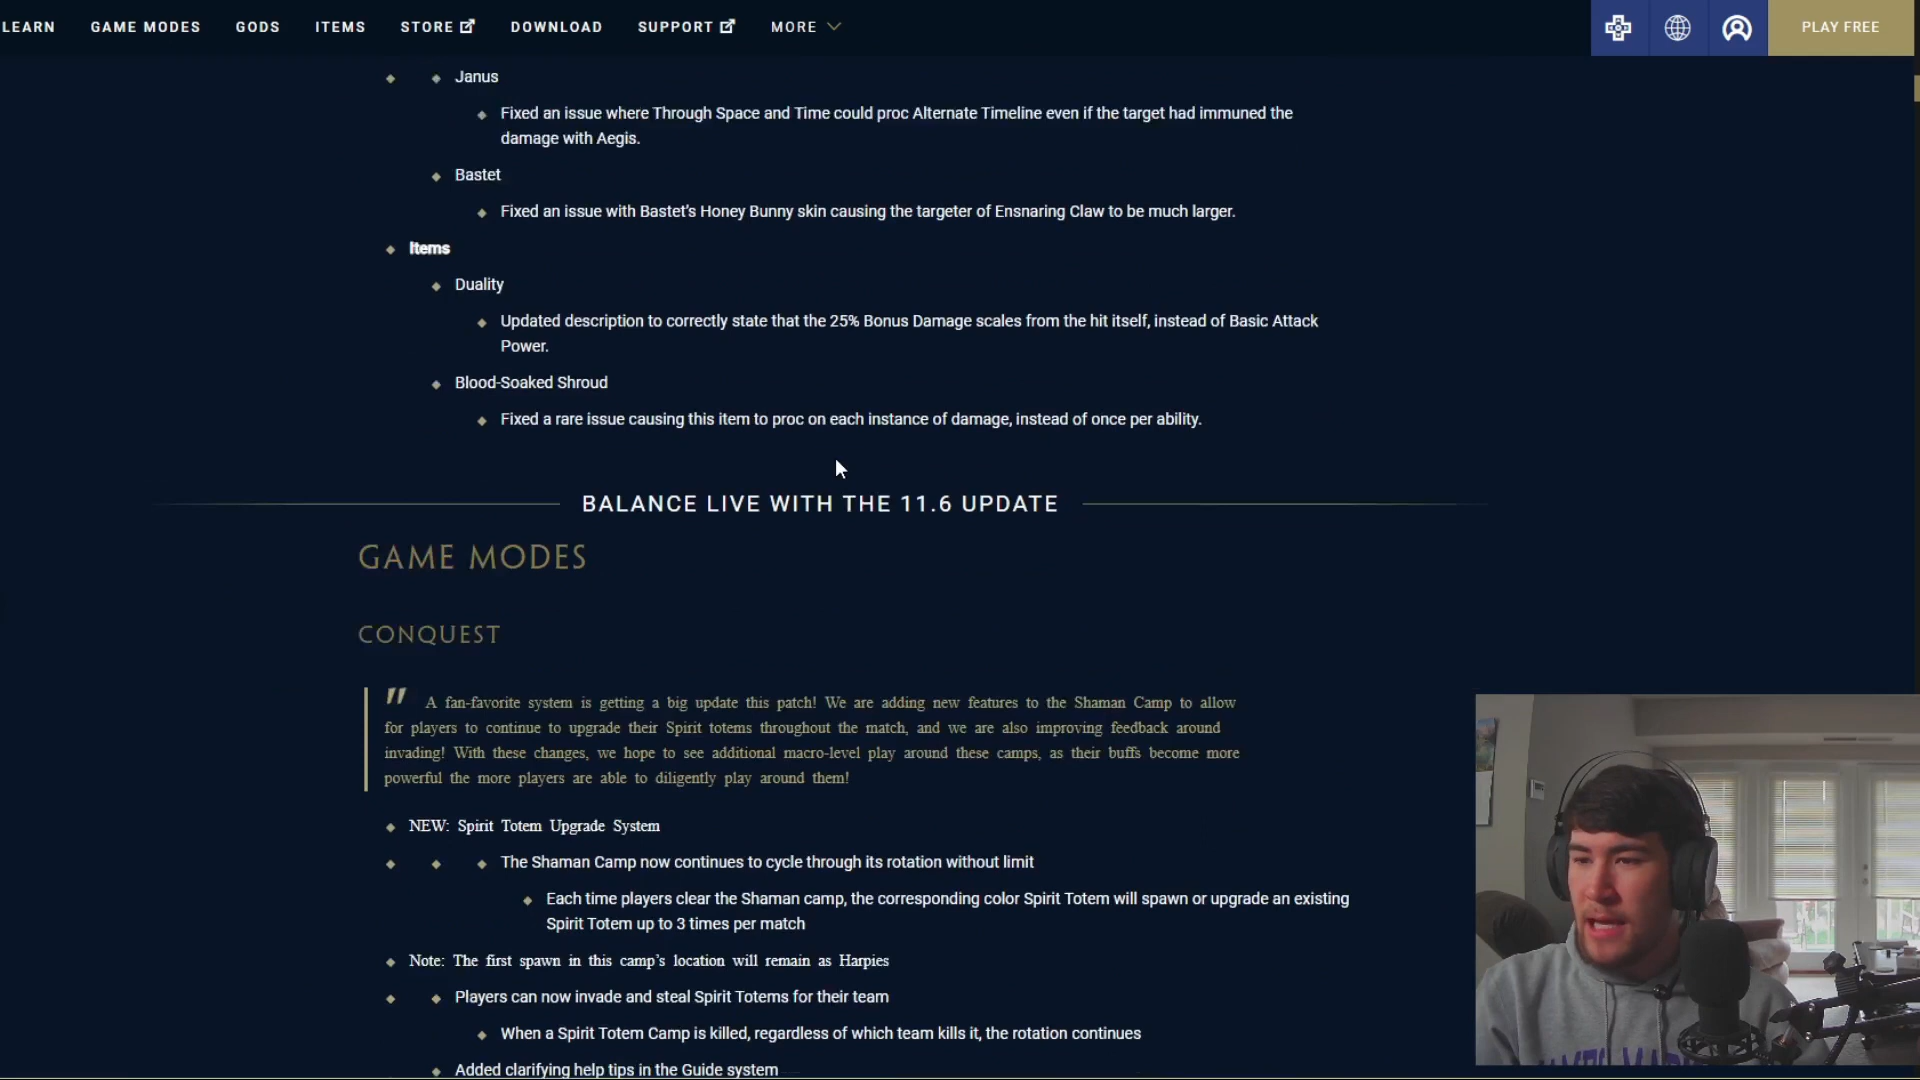 LEARN GAME MODES GODS ITEMS STORE DOWNLOAD SUPPORT MORE PLAY FREE
Janus
Fixed an issue where Through Space and Time could proc Alternate Timeline even if the target had immuned the
damage with Aegis.
Bastet
Fixed an issue with Bastet's Honey Bunny skin causing the targeter of Ensnaring Claw to be much larger.
Items
Duality
Updated description to correctly state that the 25% Bonus Damage scales from the hit itself, instead of Basic Attack
Power.
Blood-Soaked Shroud
Fixed a rare issue causing this item to proc on each instance of damage, instead of once per ability.
BALANCE LIVE WITH THE 11.6 UPDATE
GAME MODES
CONQUEST
" A fan-favorite system is getting a big update this patch! We are adding new features to the Shaman Camp to allow
for players to continue to upgrade their Spirit totems throughout the match, and we are also improving feedback around
invading! With these changes, we hope to see additional macro-level play around these camps, as their buffs become more
powerful the more players are able to diligently play around them!
NEW: Spirit Totem Upgrade System
The Shaman Camp now continues to cycle through its rotation without limit
Each time players clear the Shaman camp, the corresponding color Spirit Totem will spawn or upgrade an existing
Spirit Totem up to 3 times per match
Note: The first spawn in this camp's location will remain as Harpies
Players can now invade and steal Spirit Totems for their team
When a Spirit Totem Camp is killed, regardless of which team kills it, the rotation continues
Added clarifying help tips in the Guide system